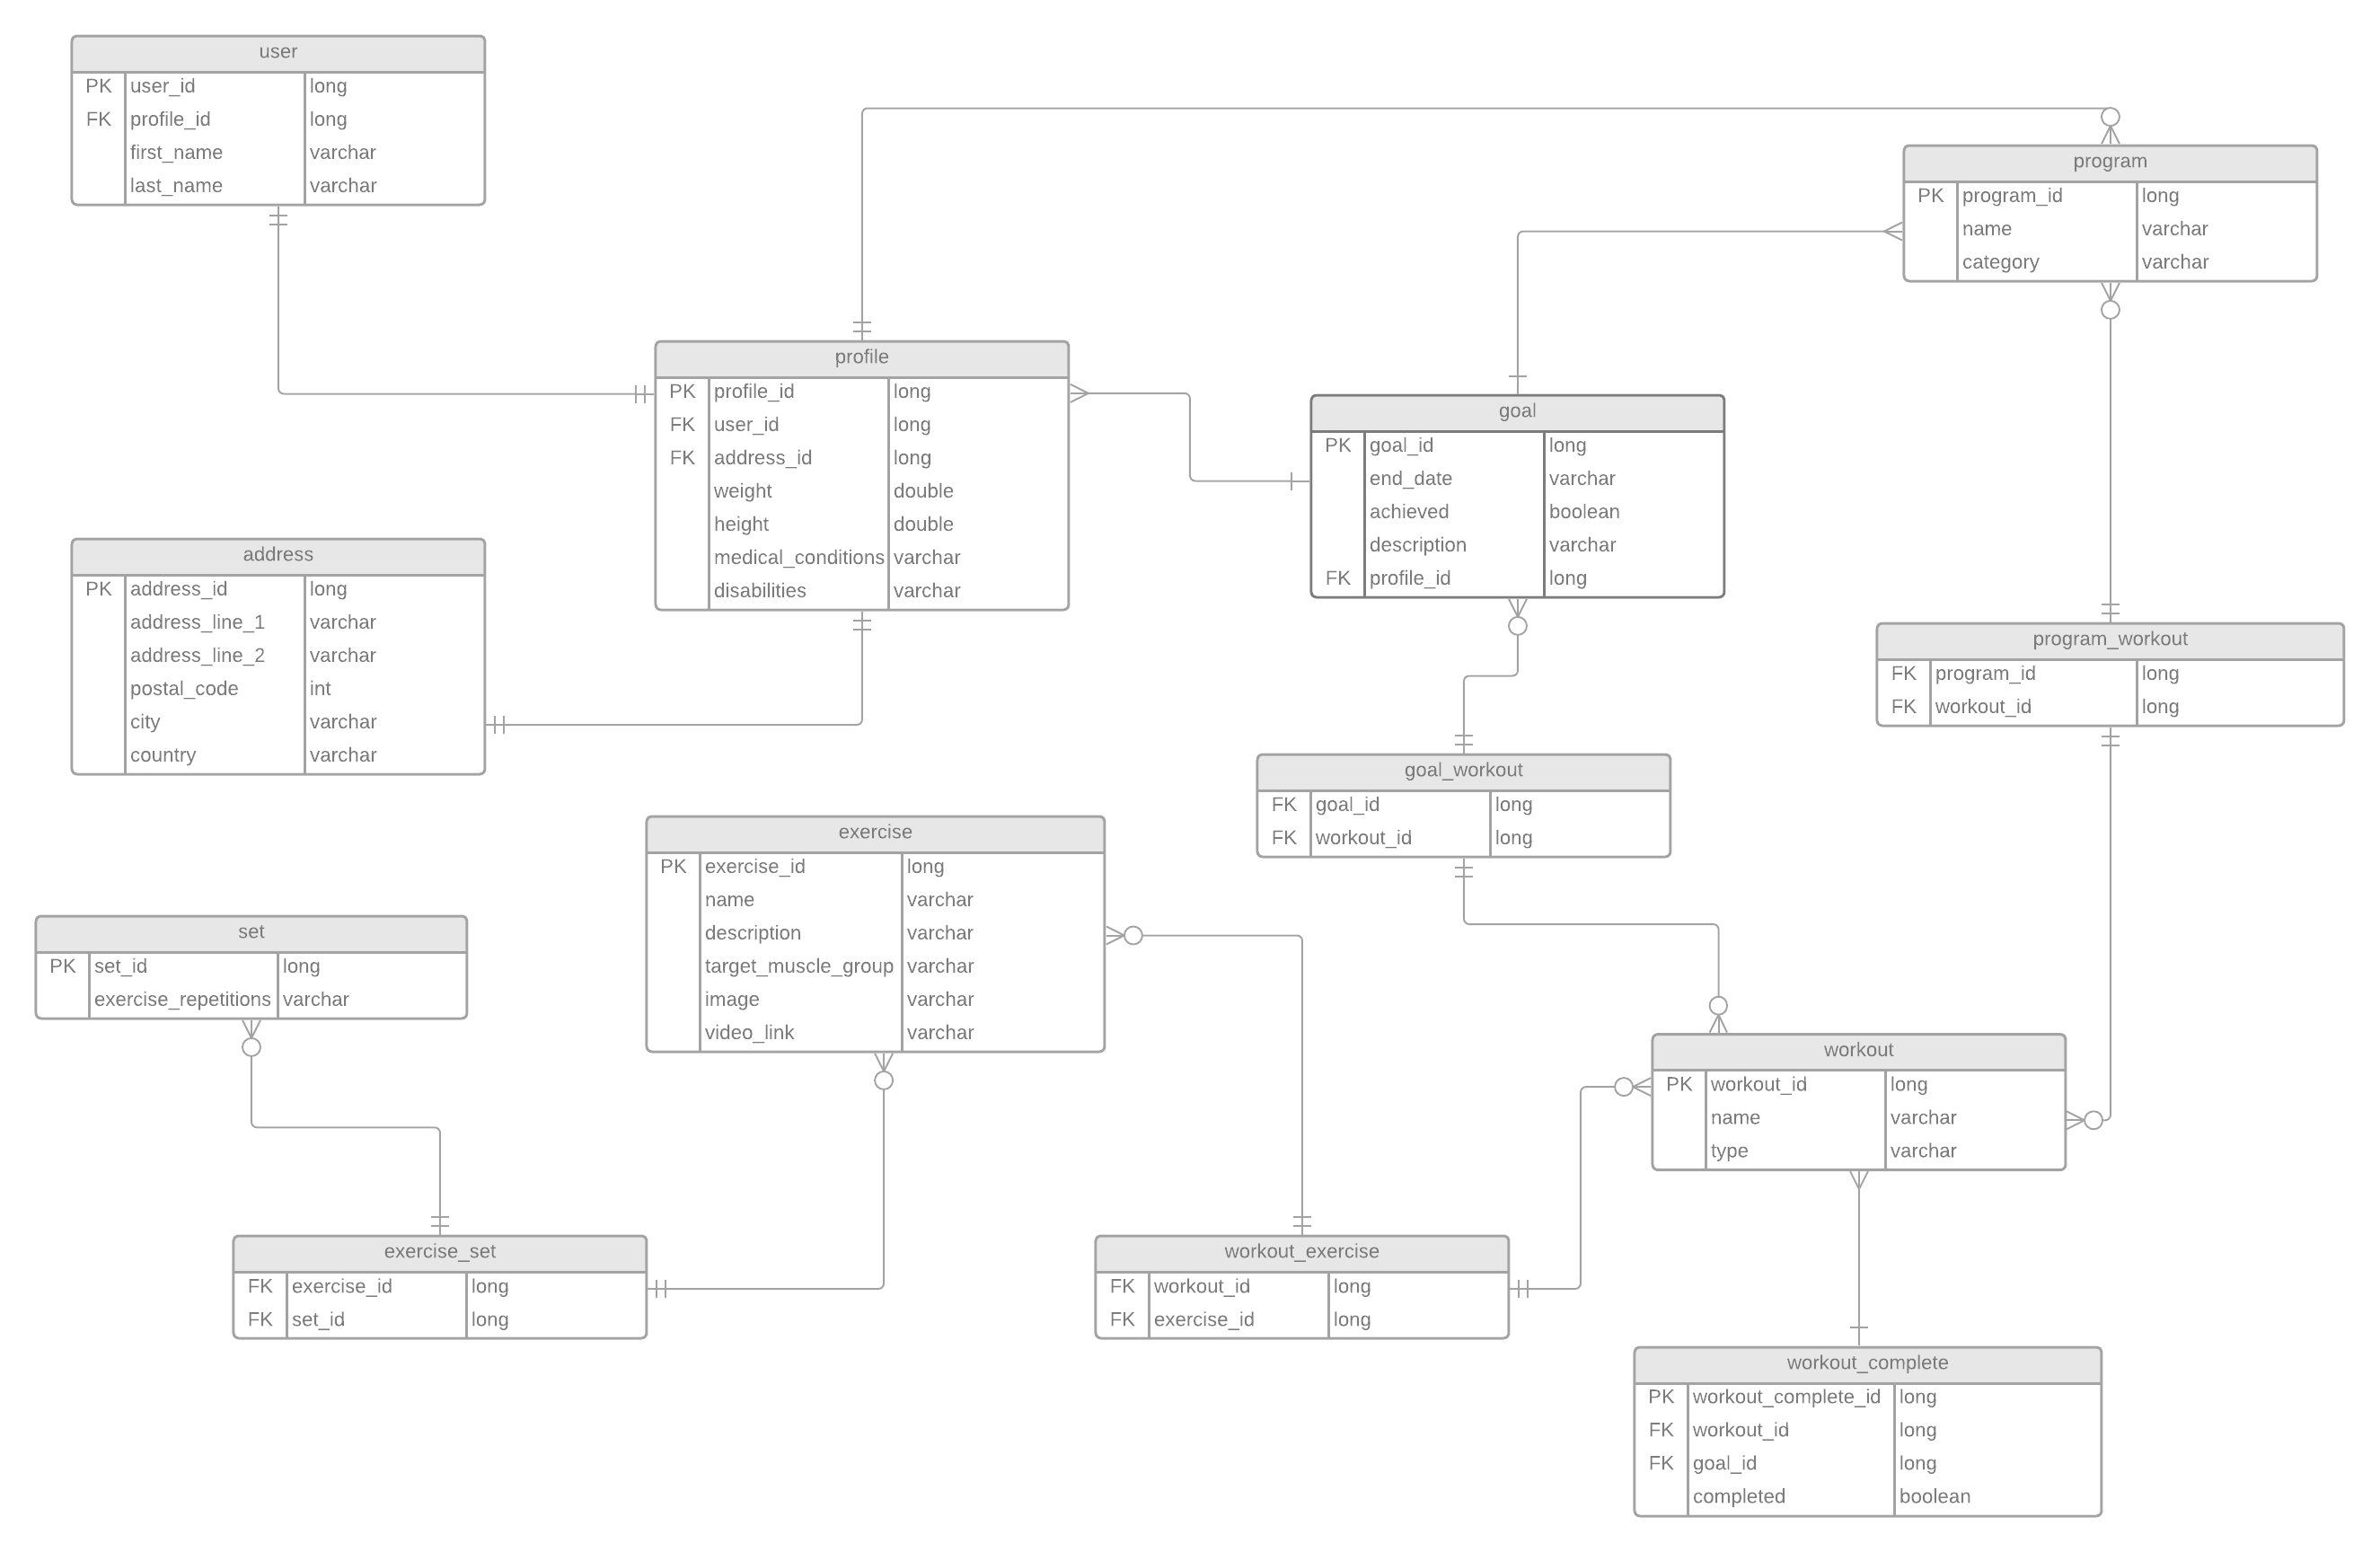 user
PK user_id long
FK profile_id long
first_name varchar
last_name varchar
program
PK program_id long
name varchar
category varchar
profile
PK profile_id long
FK user_id long
FK address_id long
weight double
height double
medical_conditions varchar
disabilities varchar
goal
PK goal_id long
end_date varchar
achieved boolean
description varchar
FK profile_id long
address
PK address_id long
address_line_1 varchar
address_line_2 varchar
postal_code int
city varchar
country varchar
program_workout
FK program_id long
FK workout_id long
goal_workout
FK goal_id long
FK workout_id long
exercise
PK exercise_id long
name varchar
description varchar
target_muscle_group varchar
image varchar
video_link varchar
set
PK set_id long
exercise_repetitions varchar
workout
PK workout_id long
name varchar
type varchar
exercise_set
FK exercise_id long
FK set_id long
workout_exercise
FK workout_id long
FK exercise_id long
workout_complete
PK workout_complete_id long
FK workout_id long
FK goal_id long
completed boolean